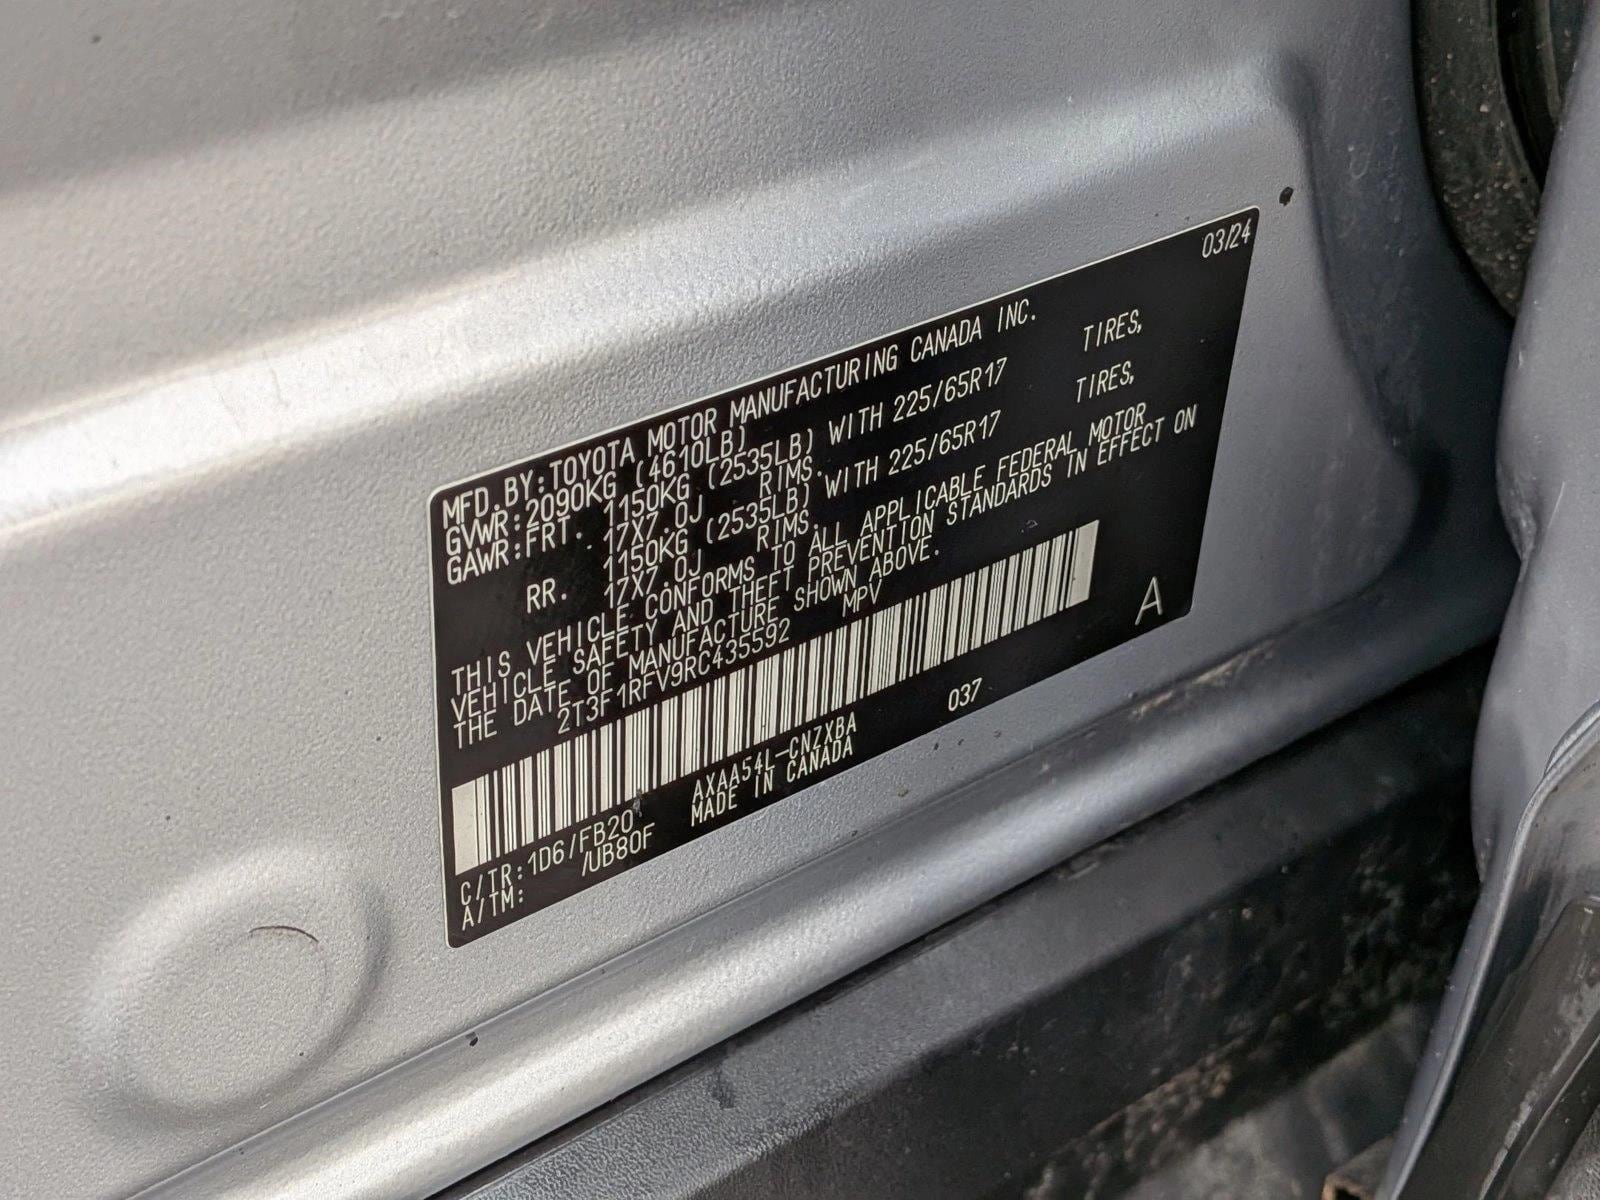 03/24
MFD.BY:TOYOTA MOTOR MANUFACTURING CANADA INC.
GVWR:2090KG (4610LB)
GAWR:FRT. 1150KG (2535LB) WITH 225/65R17 TIRES,
17X7.0J RIMS.
RR. 1150KG (2535LB) WITH 225/65R17 TIRES,
17X7.0J RIMS.
THIS VEHICLE CONFORMS TO ALL APPLICABLE FEDERAL MOTOR
VEHICLE SAFETY AND THEFT PREVENTION STANDARDS IN EFFECT ON
THE DATE OF MANUFACTURE SHOWN ABOVE.
2T3F1RFV9RC435592 MPV
A
037
C/TR:1D6/FB20 AXAA54L-CNZXBA
A/TM: /UB80F MADE IN CANADA